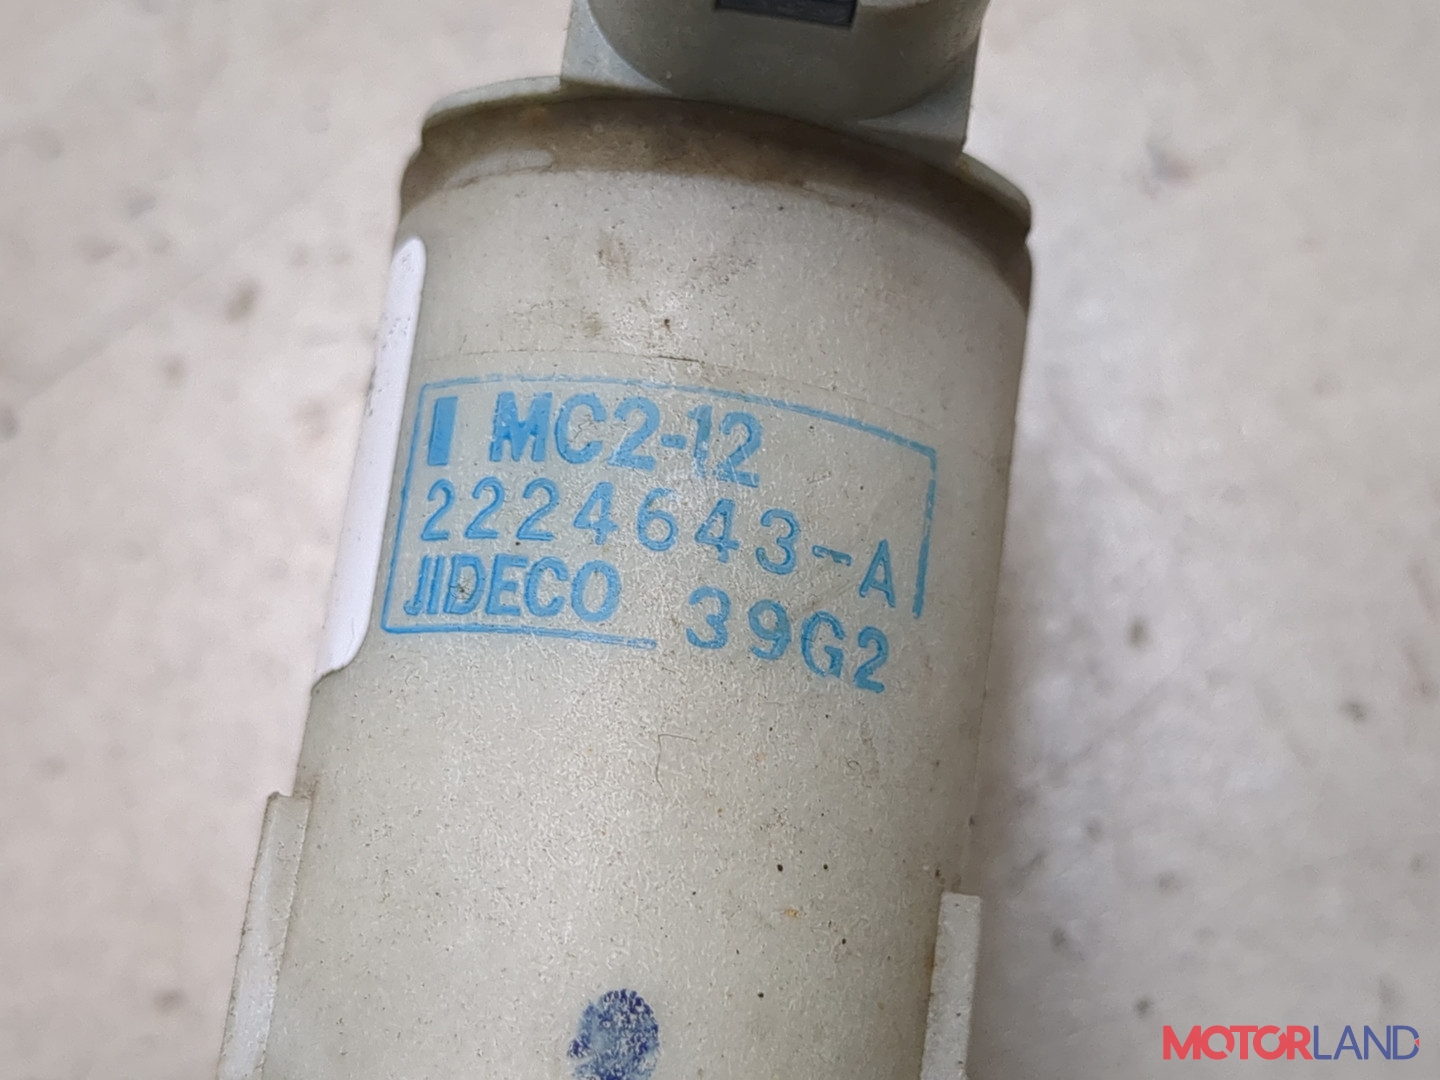 ▮ MC2-12
2224643-A
JIDECO 39G2
MOTORLAND